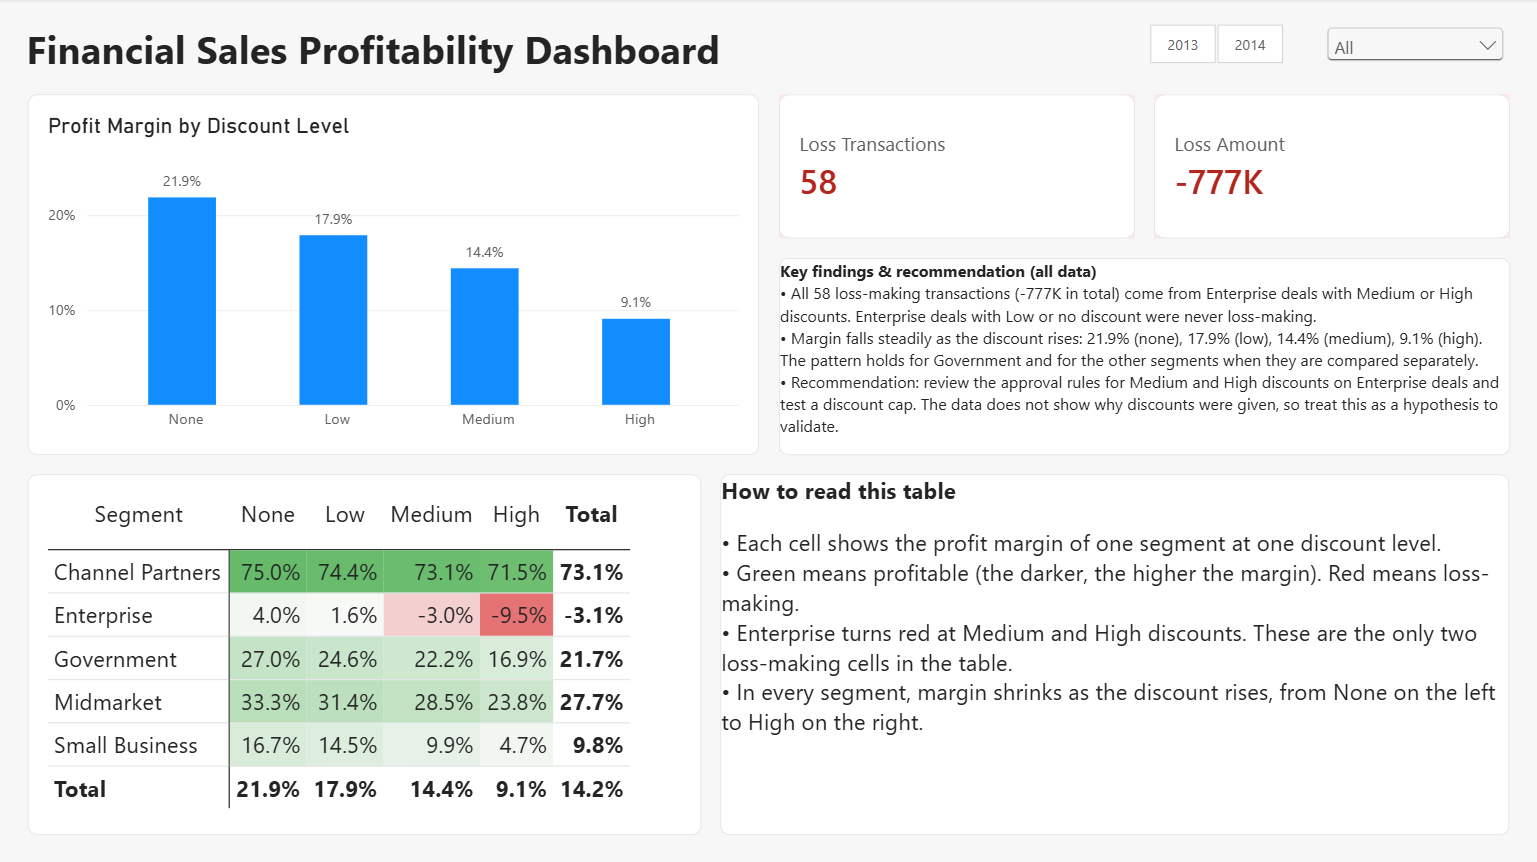 Financial Sales Profitability Dashboard
2013 2014 All
Profit Margin by Discount Level
21.9%
17.9%
14.4%
9.1%
20%
10%
0%
None Low Medium High
Loss Transactions
58
Loss Amount
-777K
Key findings & recommendation (all data)
• All 58 loss-making transactions (-777K in total) come from Enterprise deals with Medium or High
discounts. Enterprise deals with Low or no discount were never loss-making.
• Margin falls steadily as the discount rises: 21.9% (none), 17.9% (low), 14.4% (medium), 9.1% (high).
The pattern holds for Government and for the other segments when they are compared separately.
• Recommendation: review the approval rules for Medium and High discounts on Enterprise deals and
test a discount cap. The data does not show why discounts were given, so treat this as a hypothesis to
validate.
Segment None Low Medium High Total
Channel Partners 75.0% 74.4% 73.1% 71.5% 73.1%
Enterprise 4.0% 1.6% -3.0% -9.5% -3.1%
Government 27.0% 24.6% 22.2% 16.9% 21.7%
Midmarket 33.3% 31.4% 28.5% 23.8% 27.7%
Small Business 16.7% 14.5% 9.9% 4.7% 9.8%
Total 21.9% 17.9% 14.4% 9.1% 14.2%
How to read this table
• Each cell shows the profit margin of one segment at one discount level.
• Green means profitable (the darker, the higher the margin). Red means loss-
making.
• Enterprise turns red at Medium and High discounts. These are the only two
loss-making cells in the table.
• In every segment, margin shrinks as the discount rises, from None on the left
to High on the right.